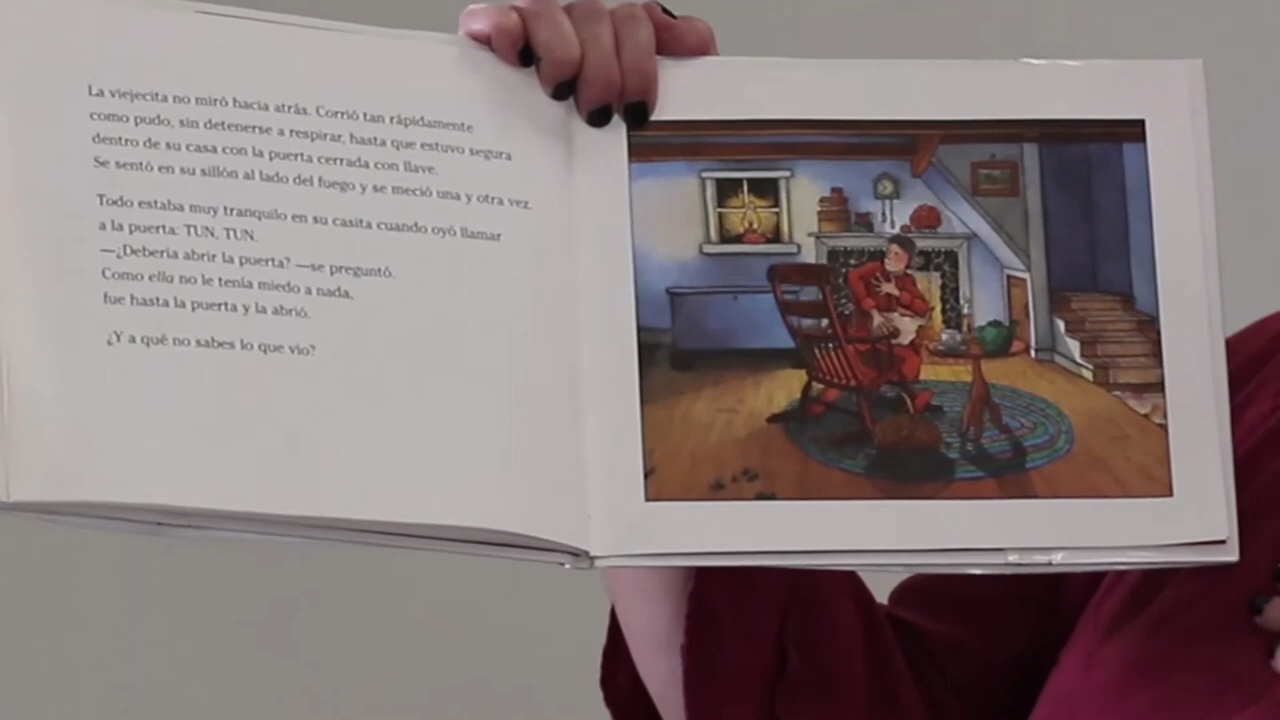 La viejecita no miró hacia atrás. Corrió tan rápidamente
como pudo, sin detenerse a respirar, hasta que estuvo segura
dentro de su casa con la puerta cerrada con llave.
Se sentó en su sillón al lado del fuego y se meció una y otra vez.
Todo estaba muy tranquilo en su casita cuando oyó llamar
a la puerta: TUN, TUN.
—¿Debería abrir la puerta? —se preguntó.
Como ella no le tenía miedo a nada,
fue hasta la puerta y la abrió.
¿Y a qué no sabes lo que vio?